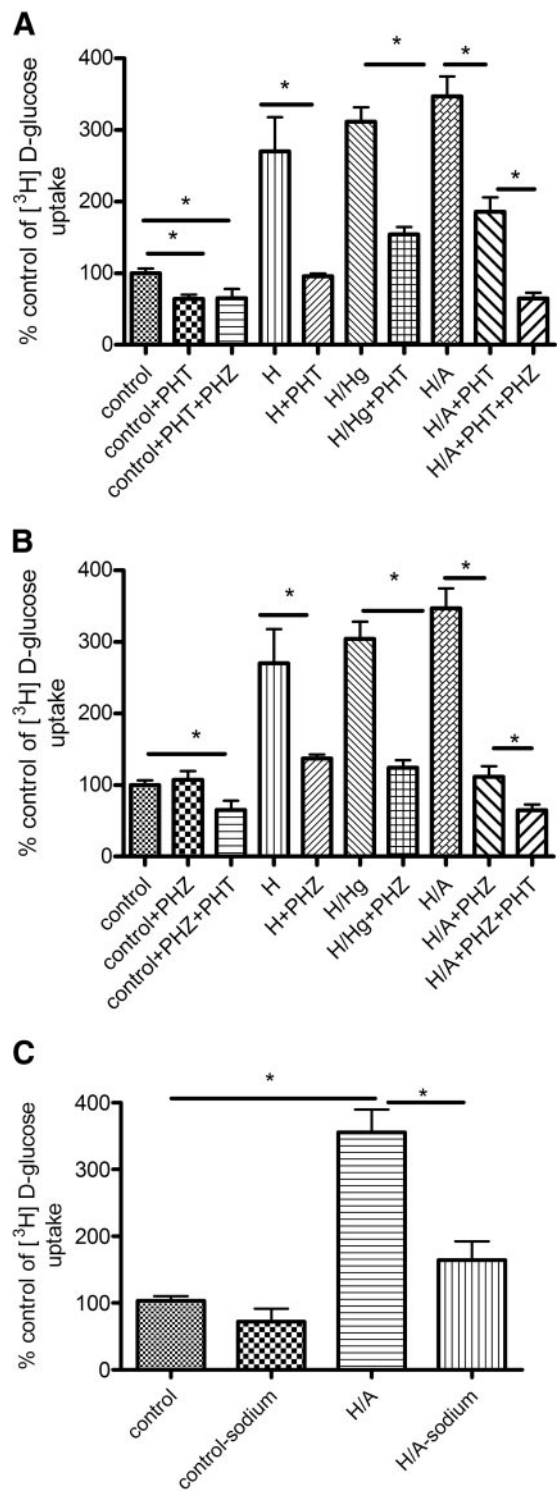 A
% control of [³H] D-glucose
uptake
400
300
200
100
0
*
*
*
*
*
*
control
control+PHT
control+PHT+PHZ
H
H+PHT
H/Hg
H/Hg+PHT
H/A
H/A+PHT
H/A+PHT+PHZ
B
% control of [³H] D-glucose
uptake
400
300
200
100
0
*
*
*
*
*
control
control+PHZ
control+PHZ+PHT
H
H+PHZ
H/Hg
H/Hg+PHZ
H/A
H/A+PHZ
H/A+PHZ+PHT
C
% control of [³H] D-glucose
uptake
400
300
200
100
0
*
*
control
control-sodium
H/A
H/A-sodium